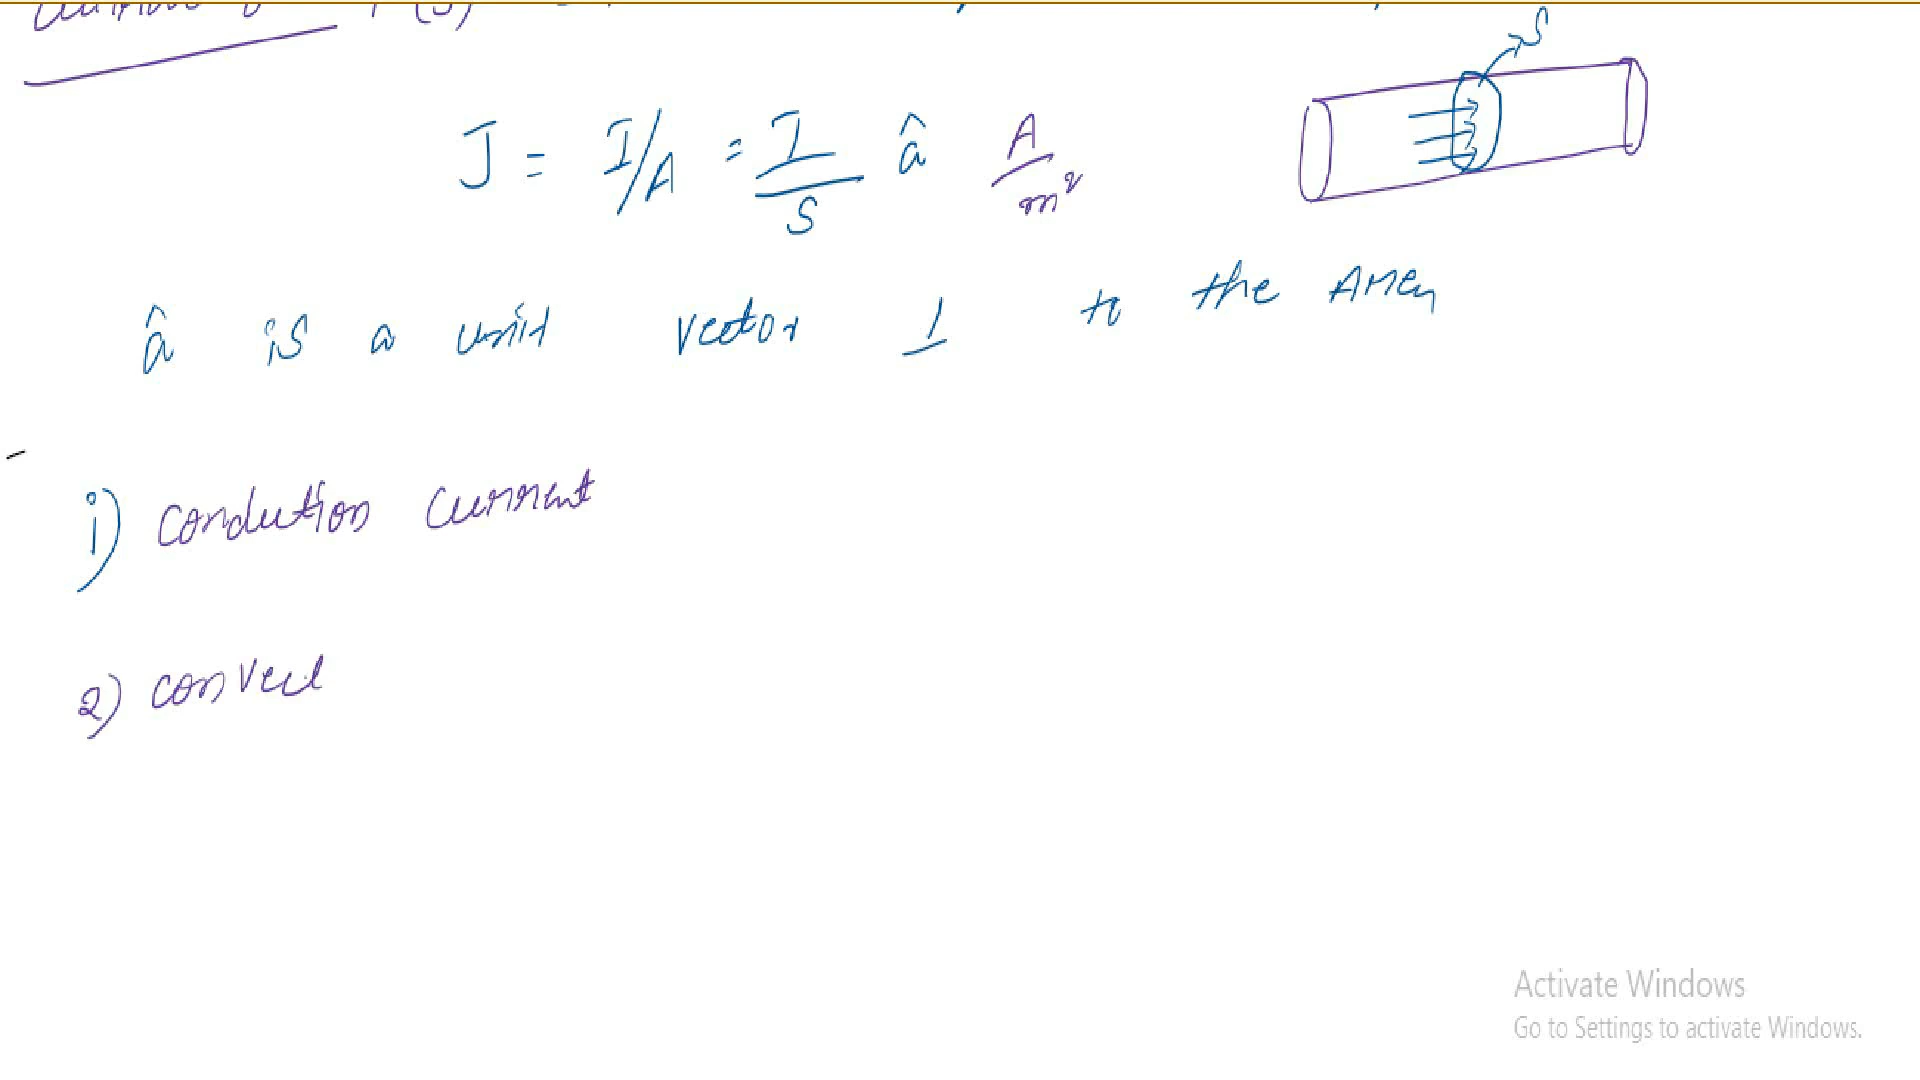 (J)
S
J = I/A = I/S â A/m²
â is a unit vector ⊥ to the Area
1) conduction current
2) convect
Activate Windows
Go to Settings to activate Windows.